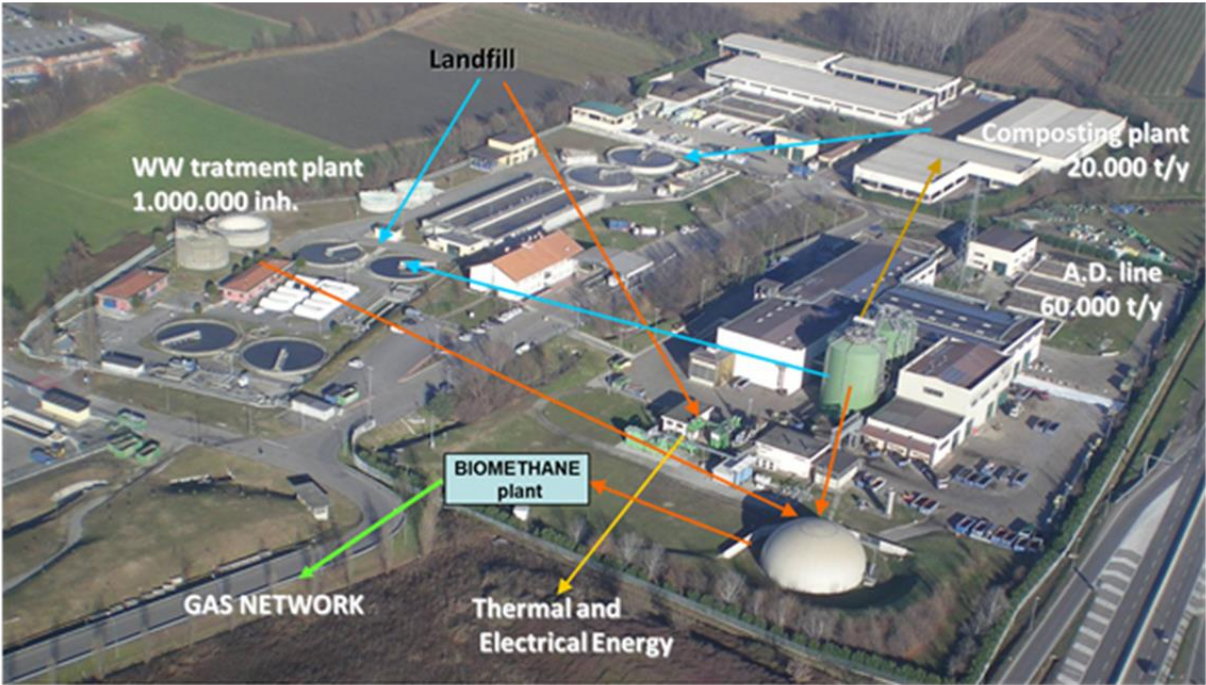 Landfill
Composting plant
20.000 t/y
WW tratment plant
1.000.000 inh.
A.D. line
60.000 t/y
BIOMETHANE
plant
GAS NETWORK
Thermal and
Electrical Energy